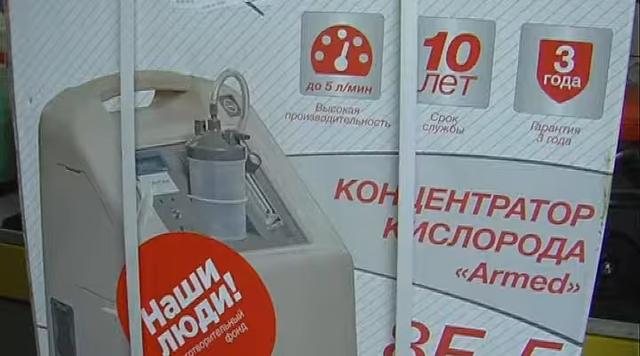 до 5 л/мин
Высокая
производительность
10
лет
Срок
службы
3
года
Гарантия
3 года
КОНЦЕНТРАТОР
КИСЛОРОДА
«Armed»
Наши
люди!
фонд